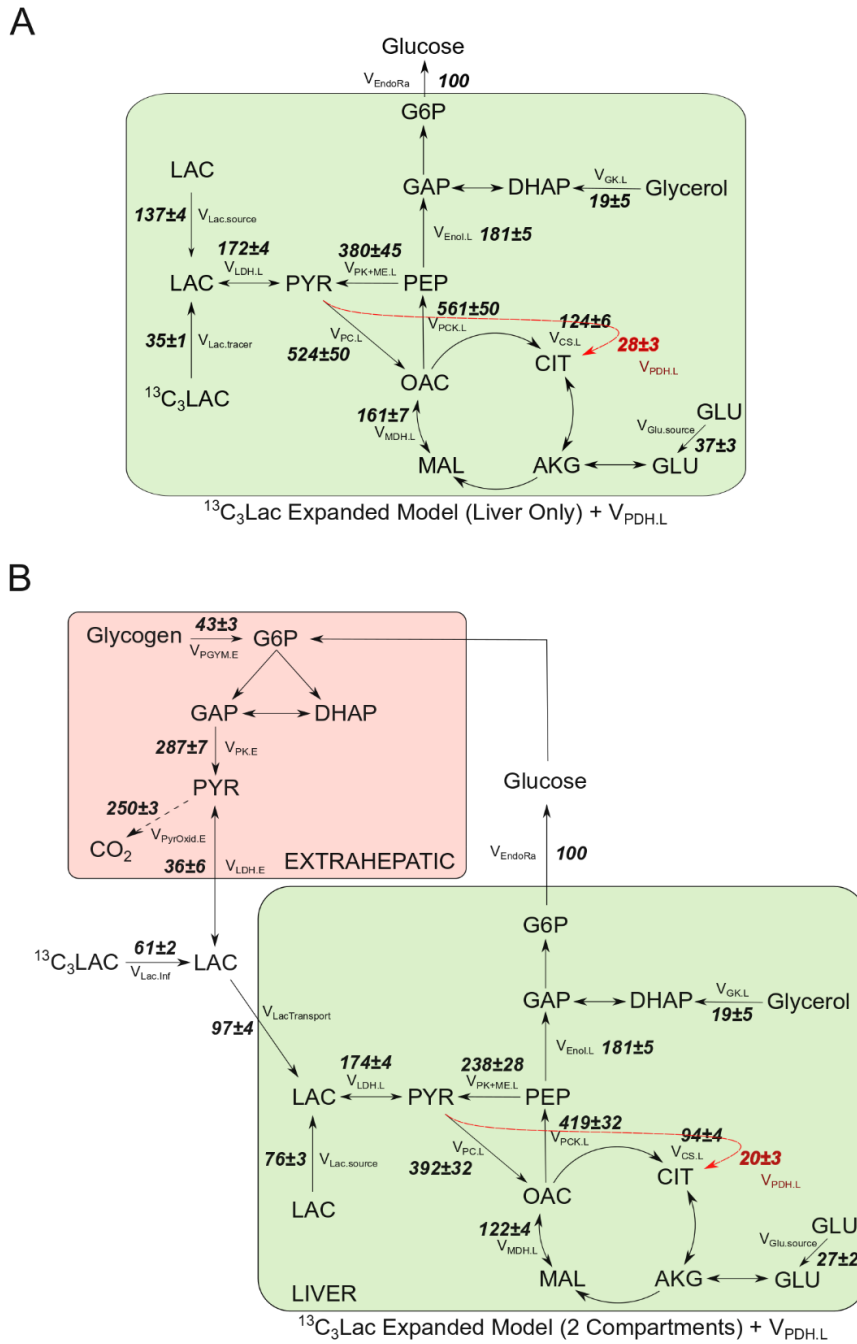 A
Glucose
V_EndoRa 100
G6P
LAC
GAP DHAP V_GK.L Glycerol
19±5
137±4 V_Lac.source
V_Enol.L 181±5
172±4 380±45
LAC V_LDH.L PYR V_PK+ME.L PEP
561±50 124±6
V_PC.L V_PCK.L V_CS.L 28±3
35±1 V_Lac.tracer 524±50 CIT V_PDH.L
¹³C₃LAC OAC
161±7 V_Glu.source GLU
V_MDH.L 37±3
MAL AKG GLU
¹³C₃Lac Expanded Model (Liver Only) + V_PDH.L
B
Glycogen 43±3 G6P
V_PGYM.E
GAP DHAP
287±7 V_PK.E
PYR
Glucose
250±3
V_PyrOxid.E
CO₂ EXTRAHEPATIC
36±6 V_LDH.E
V_EndoRa 100
G6P
¹³C₃LAC 61±2 LAC
V_Lac.Inf
GAP DHAP V_GK.L Glycerol
19±5
V_LacTransport
97±4
V_Enol.L 181±5
174±4 238±28
LAC V_LDH.L PYR V_PK+ME.L PEP
419±32 94±4
V_PC.L V_PCK.L V_CS.L 20±3
76±3 V_Lac.source 392±32 CIT V_PDH.L
LAC OAC
122±4 V_Glu.source GLU
V_MDH.L 27±2
LIVER MAL AKG GLU
¹³C₃Lac Expanded Model (2 Compartments) + V_PDH.L